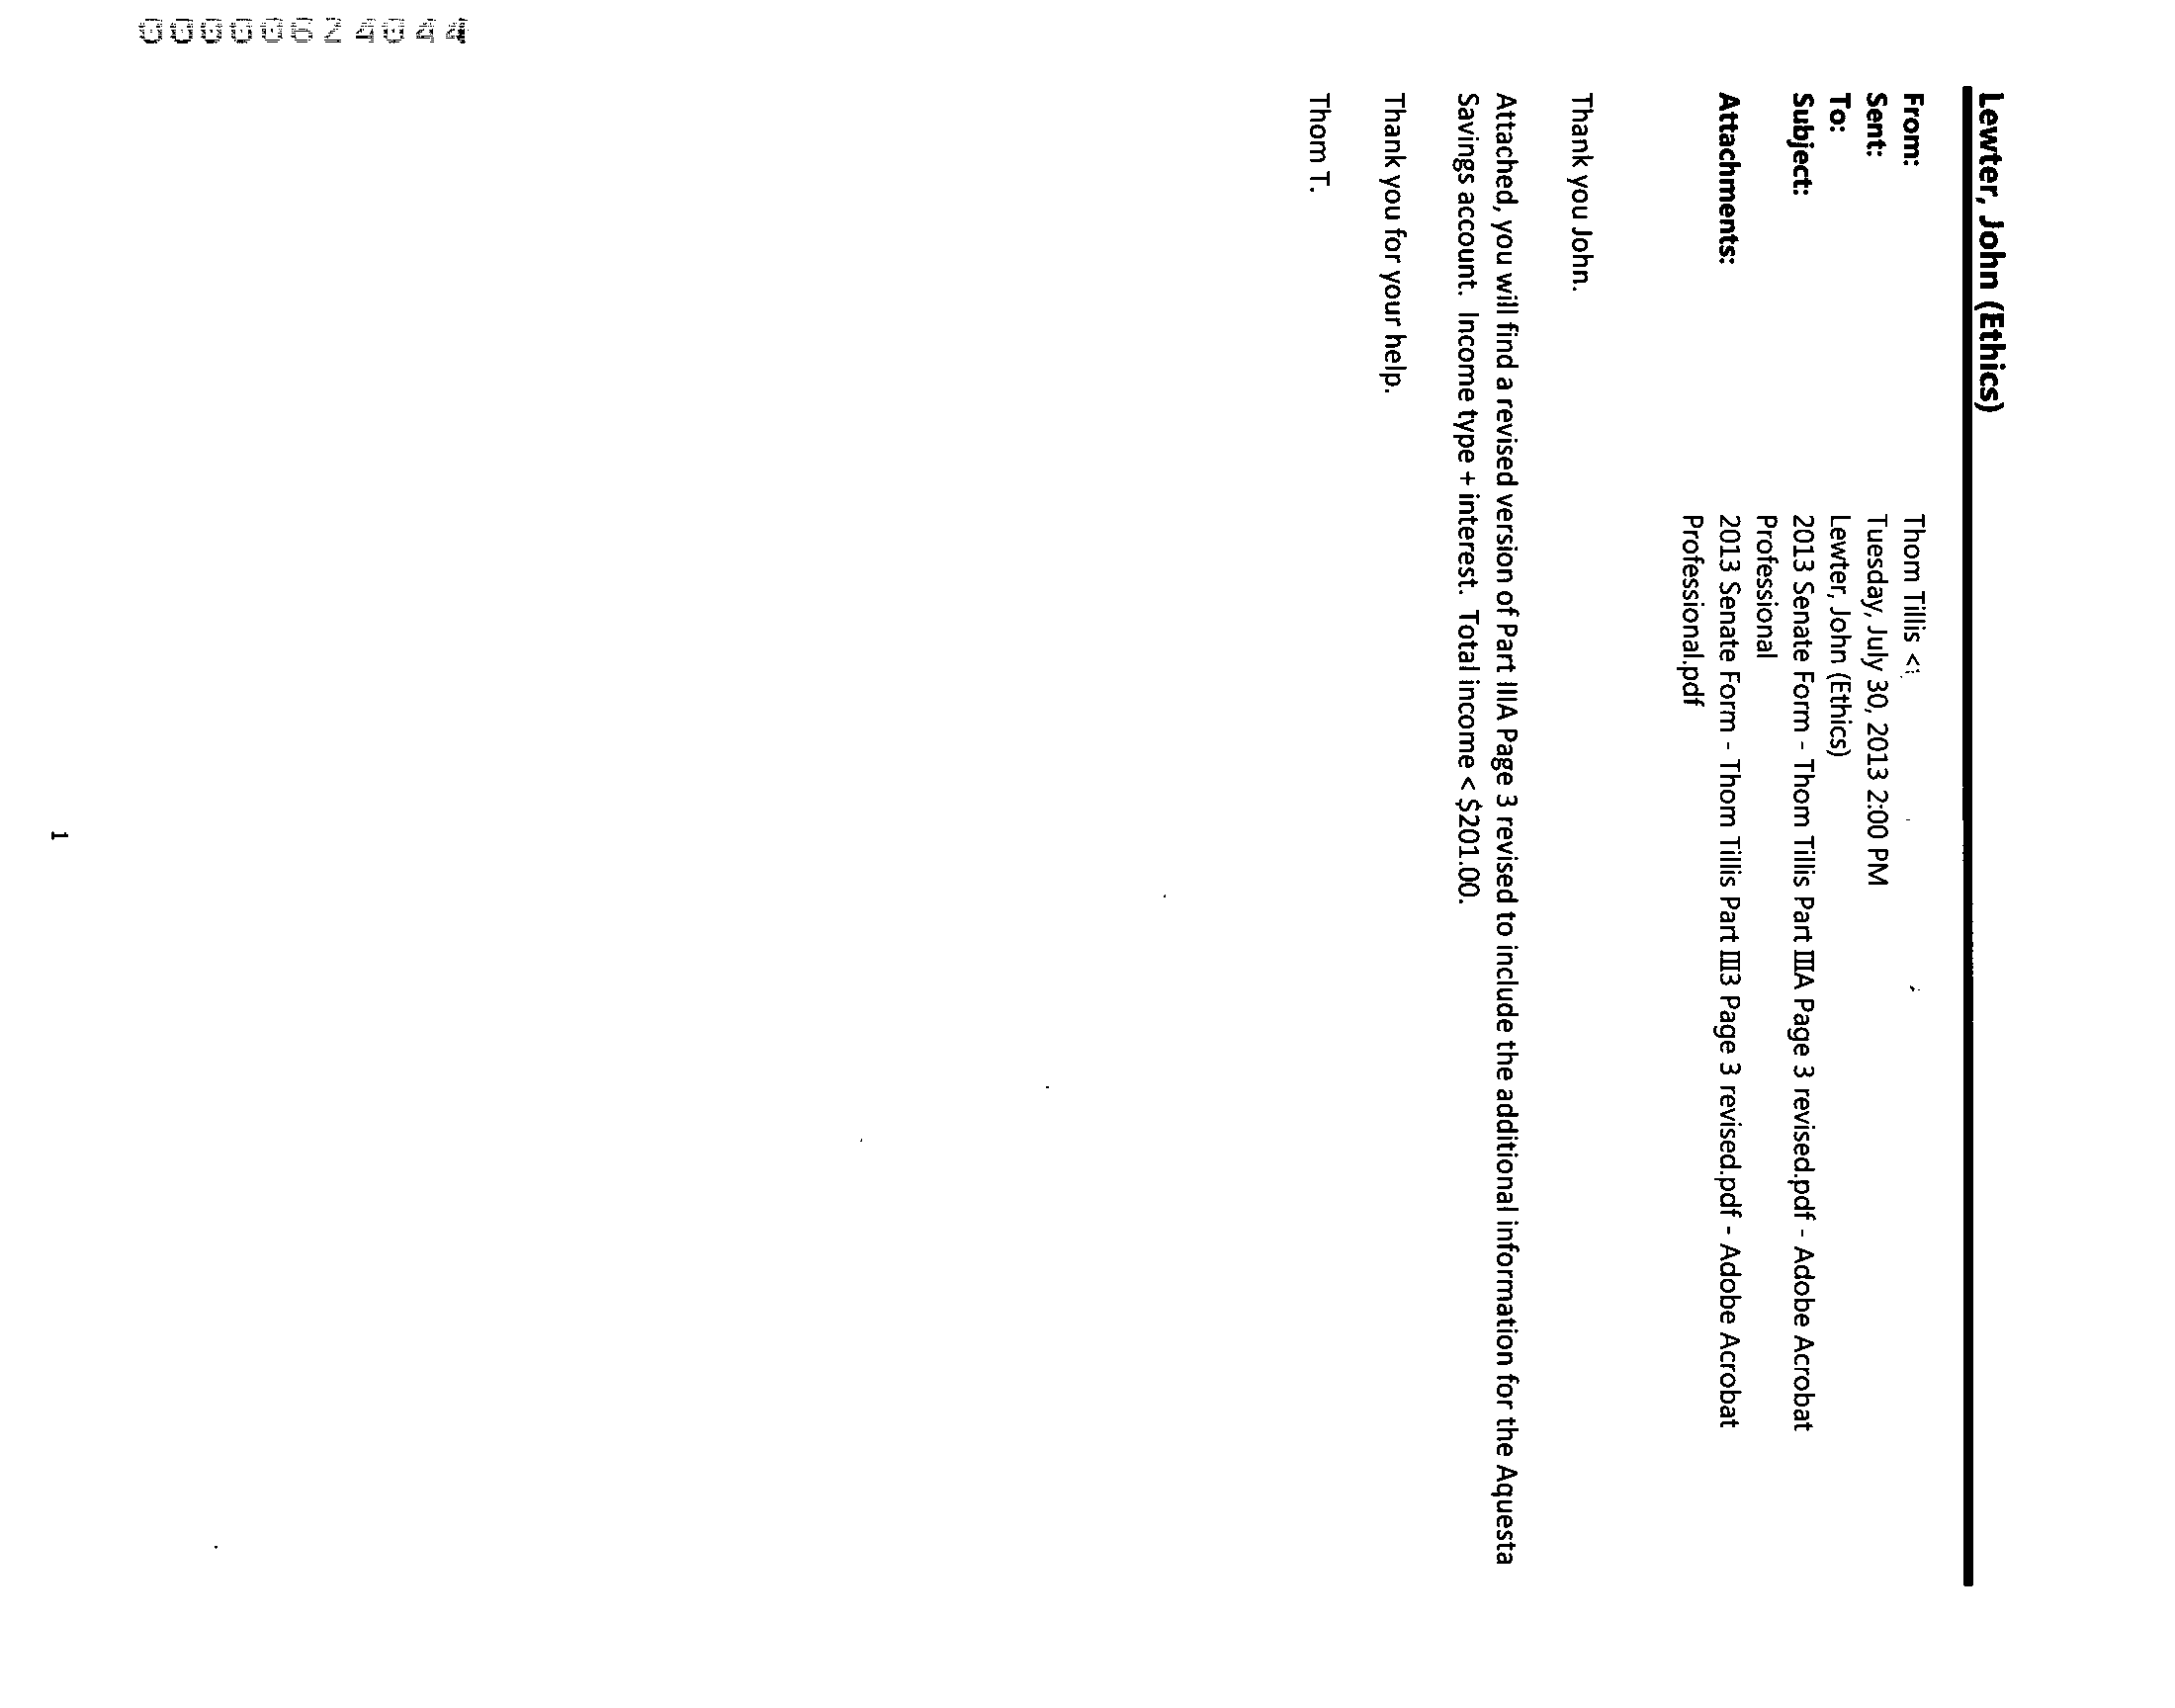 Lewter, John (Ethics)
From: Thom Tillis <
Sent: Tuesday, July 30, 2013 2:00 PM
To: Lewter, John (Ethics)
Subject: 2013 Senate Form - Thom Tillis Part IIIA Page 3 revised.pdf - Adobe Acrobat
Professional
Attachments: 2013 Senate Form - Thom Tillis Part III3 Page 3 revised.pdf - Adobe Acrobat
Professional.pdf
Thank you John.
Attached, you will find a revised version of Part IIIA Page 3 revised to include the additional information for the Aquesta
Savings account. Income type + interest. Total income < $201.00.
Thank you for your help.
Thom T.
1
00000624044